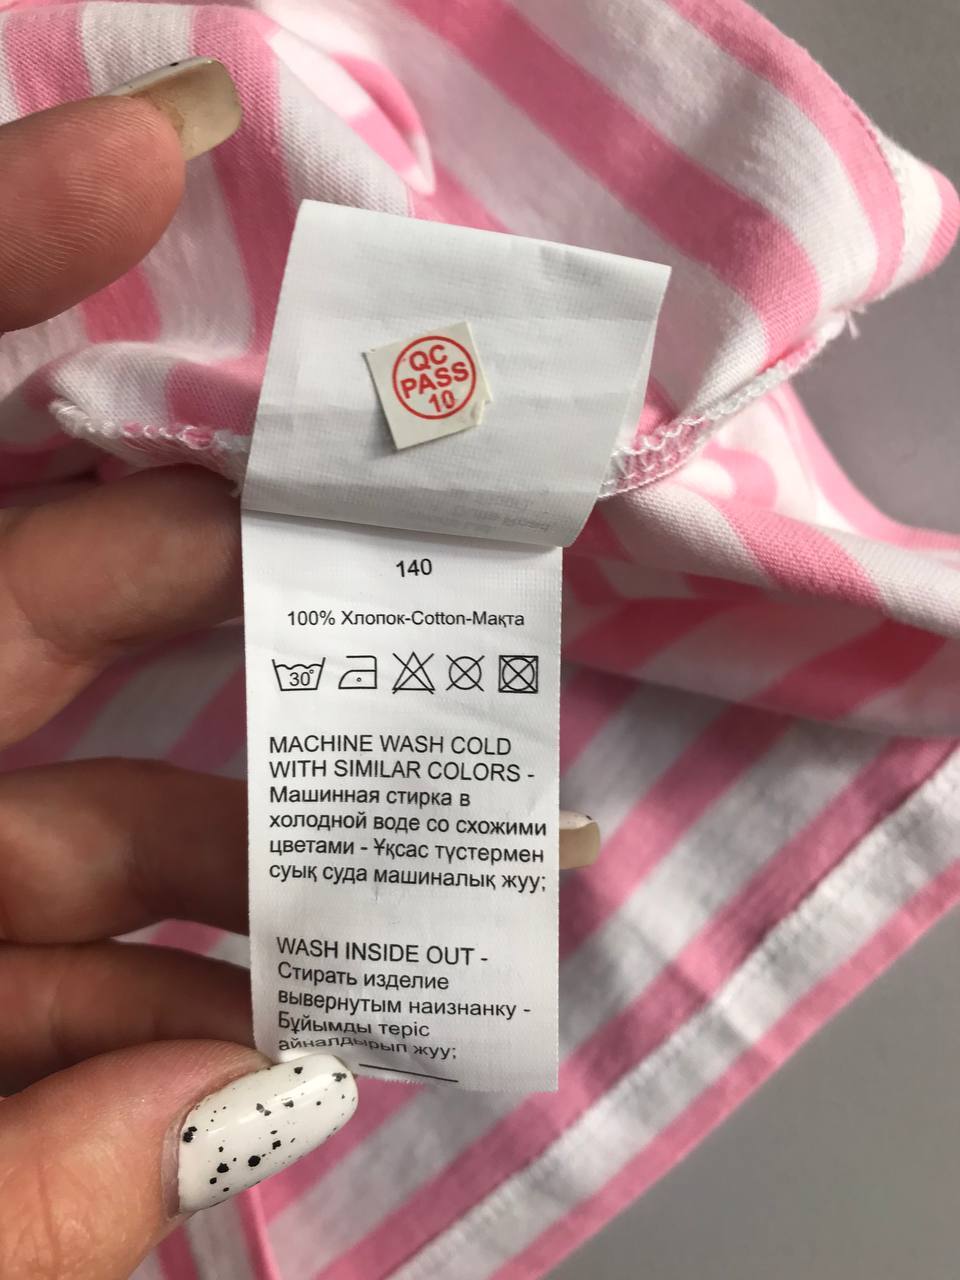 QC
PASS
10
140
100% Хлопок-Cotton-Мақта
30°
MACHINE WASH COLD
WITH SIMILAR COLORS -
Машинная стирка в
холодной воде со схожими
цветами - Ұқсас түстермен
суық суда машиналық жуу;
WASH INSIDE OUT -
Стирать изделие
вывернутым наизнанку -
Бұйымды теріс
айналдырып жуу;